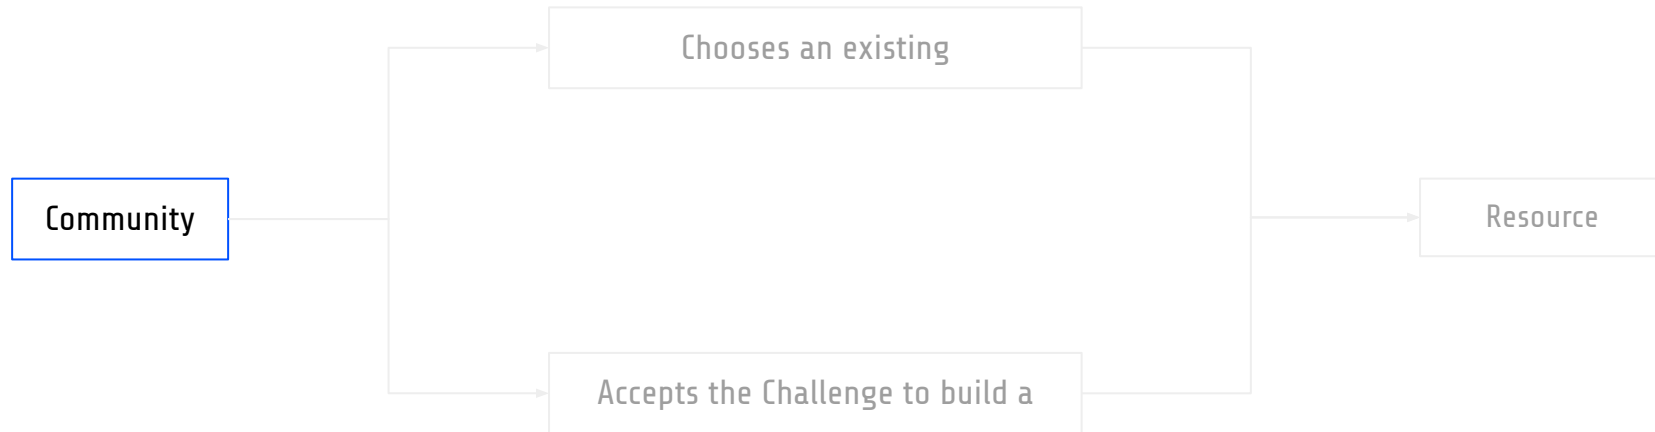 Chooses an existing
Community
Resource
Accepts the Challenge to build a